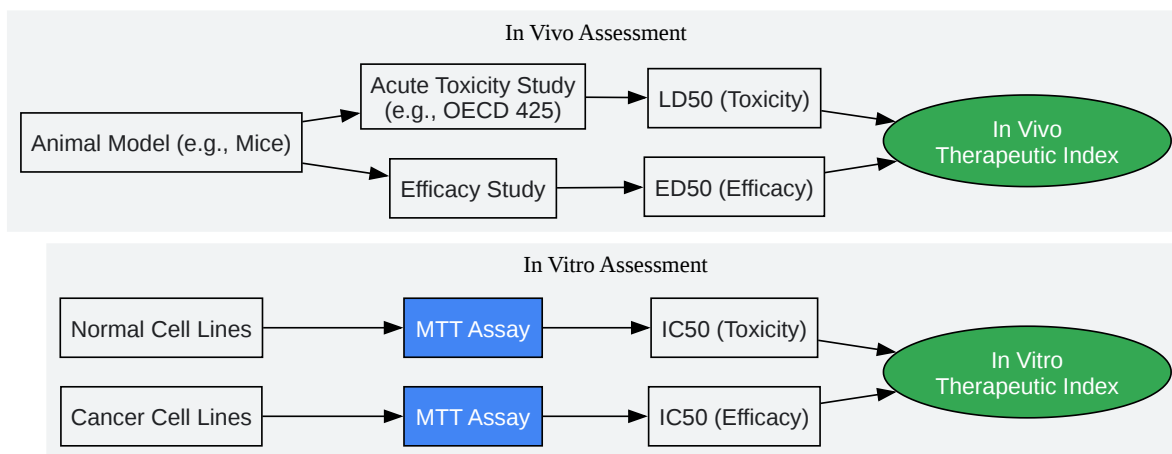 In Vivo Assessment
Acute Toxicity Study
(e.g., OECD 425)
LD50 (Toxicity)
Animal Model (e.g., Mice)
In Vivo
Therapeutic Index
Efficacy Study
ED50 (Efficacy)
In Vitro Assessment
Normal Cell Lines
MTT Assay
IC50 (Toxicity)
In Vitro
Therapeutic Index
Cancer Cell Lines
MTT Assay
IC50 (Efficacy)